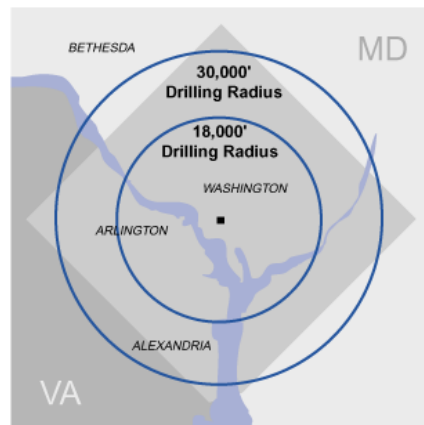 BETHESDA
MD
30,000'
Drilling Radius
18,000'
Drilling Radius
WASHINGTON
ARLINGTON
ALEXANDRIA
VA